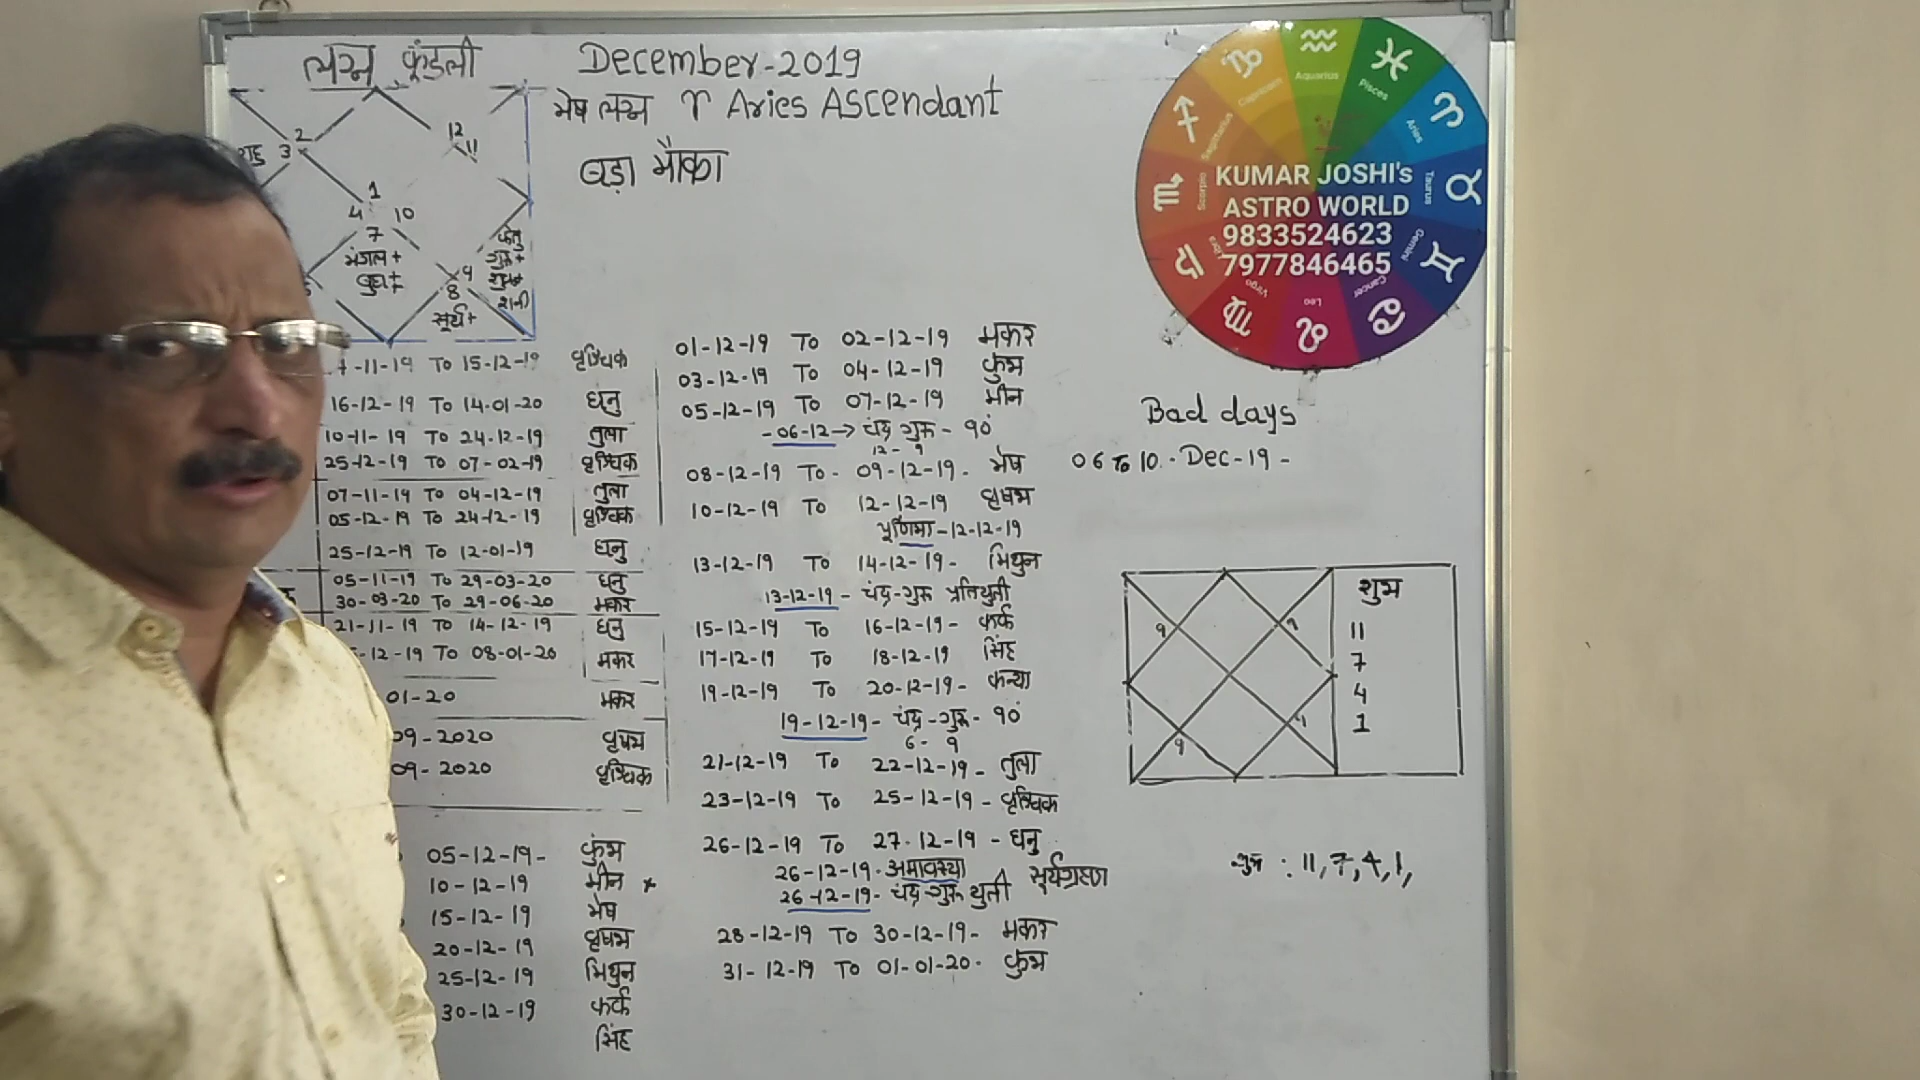 लग्न कुंडली
December-2019
मेष लग्न ♈ Aries Ascendant
बड़ा मौका
2
3
राहु
12
11
1
4 10
7
मंगल +
बुध +
9
8
सूर्य +
केतु
गुरु +
शुक्र +
शनी
-11-19 To 15-12-19 वृश्चिक
16-12-19 To 14-01-20 धनु
10-11-19 To 24-12-19 तुला
25-12-19 To 07-02-19 वृश्चिक
07-11-19 To 04-12-19 तुला
05-12-19 To 24-12-19 वृश्चिक
25-12-19 To 12-01-19 धनु
05-11-19 To 29-03-20 धनु
30-03-20 To 29-06-20 मकर
21-11-19 To 14-12-19 धनु
-12-19 To 08-01-20 मकर
01-20 मकर
09-2020 वृषभ
09-2020 वृश्चिक
05-12-19- कुंभ
10-12-19 मीन ×
15-12-19 मेष
20-12-19 वृषभ
25-12-19 मिथुन
30-12-19 कर्क
सिंह
01-12-19 To 02-12-19 मकर
03-12-19 To 04-12-19 कुंभ
05-12-19 To 07-12-19 मीन
-06-12 → चंद्र गुरु - 90
12 - 9
08-12-19 To - 09-12-19 - मेष
10-12-19 To 12-12-19 वृषभ
पूर्णिमा-12-12-19
13-12-19 To 14-12-19 - मिथुन
13-12-19 - चंद्र-गुरु प्रतियुती
15-12-19 To 16-12-19 - कर्क
17-12-19 To 18-12-19 सिंह
19-12-19 To 20-12-19 - कन्या
19-12-19 - चंद्र-गुरु - 90
6 - 9
21-12-19 To 22-12-19 - तुला
23-12-19 To 25-12-19 - वृश्चिक
26-12-19 To 27-12-19 - धनु
26-12-19. अमावस्या सूर्यग्रहण
26-12-19- चंद्र गुरु युती
28-12-19 To 30-12-19- मकर
31-12-19 To 01-01-20. कुंभ
Aquarius
Pisces
Aries
Taurus
Gemini
Cancer
Leo
Virgo
Libra
Scorpio
Sagittarius
Capricorn
KUMAR JOSHI's
ASTRO WORLD
9833524623
7977846465
Bad days
06 To 10.-Dec-19-
शुभ
11
7
4
1
9
9
: 11, 7, 4, 1,